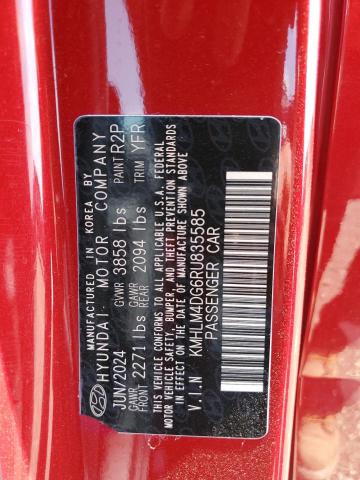 MANUFACTURED IN KOREA BY
HYUNDAI MOTOR COMPANY
JUN/2024 GVWR 3858 lbs PAINT R2P
GAWR FRONT 2271 lbs GAWR REAR 2094 lbs TRIM YFR
THIS VEHICLE CONFORMS TO ALL APPLICABLE U.S.A. FEDERAL
MOTOR VEHICLE SAFETY, BUMPER, AND THEFT PREVENTION STANDARDS
IN EFFECT ON THE DATE OF MANUFACTURE SHOWN ABOVE
V.I.N KMHLM4DG6RU835585
PASSENGER CAR